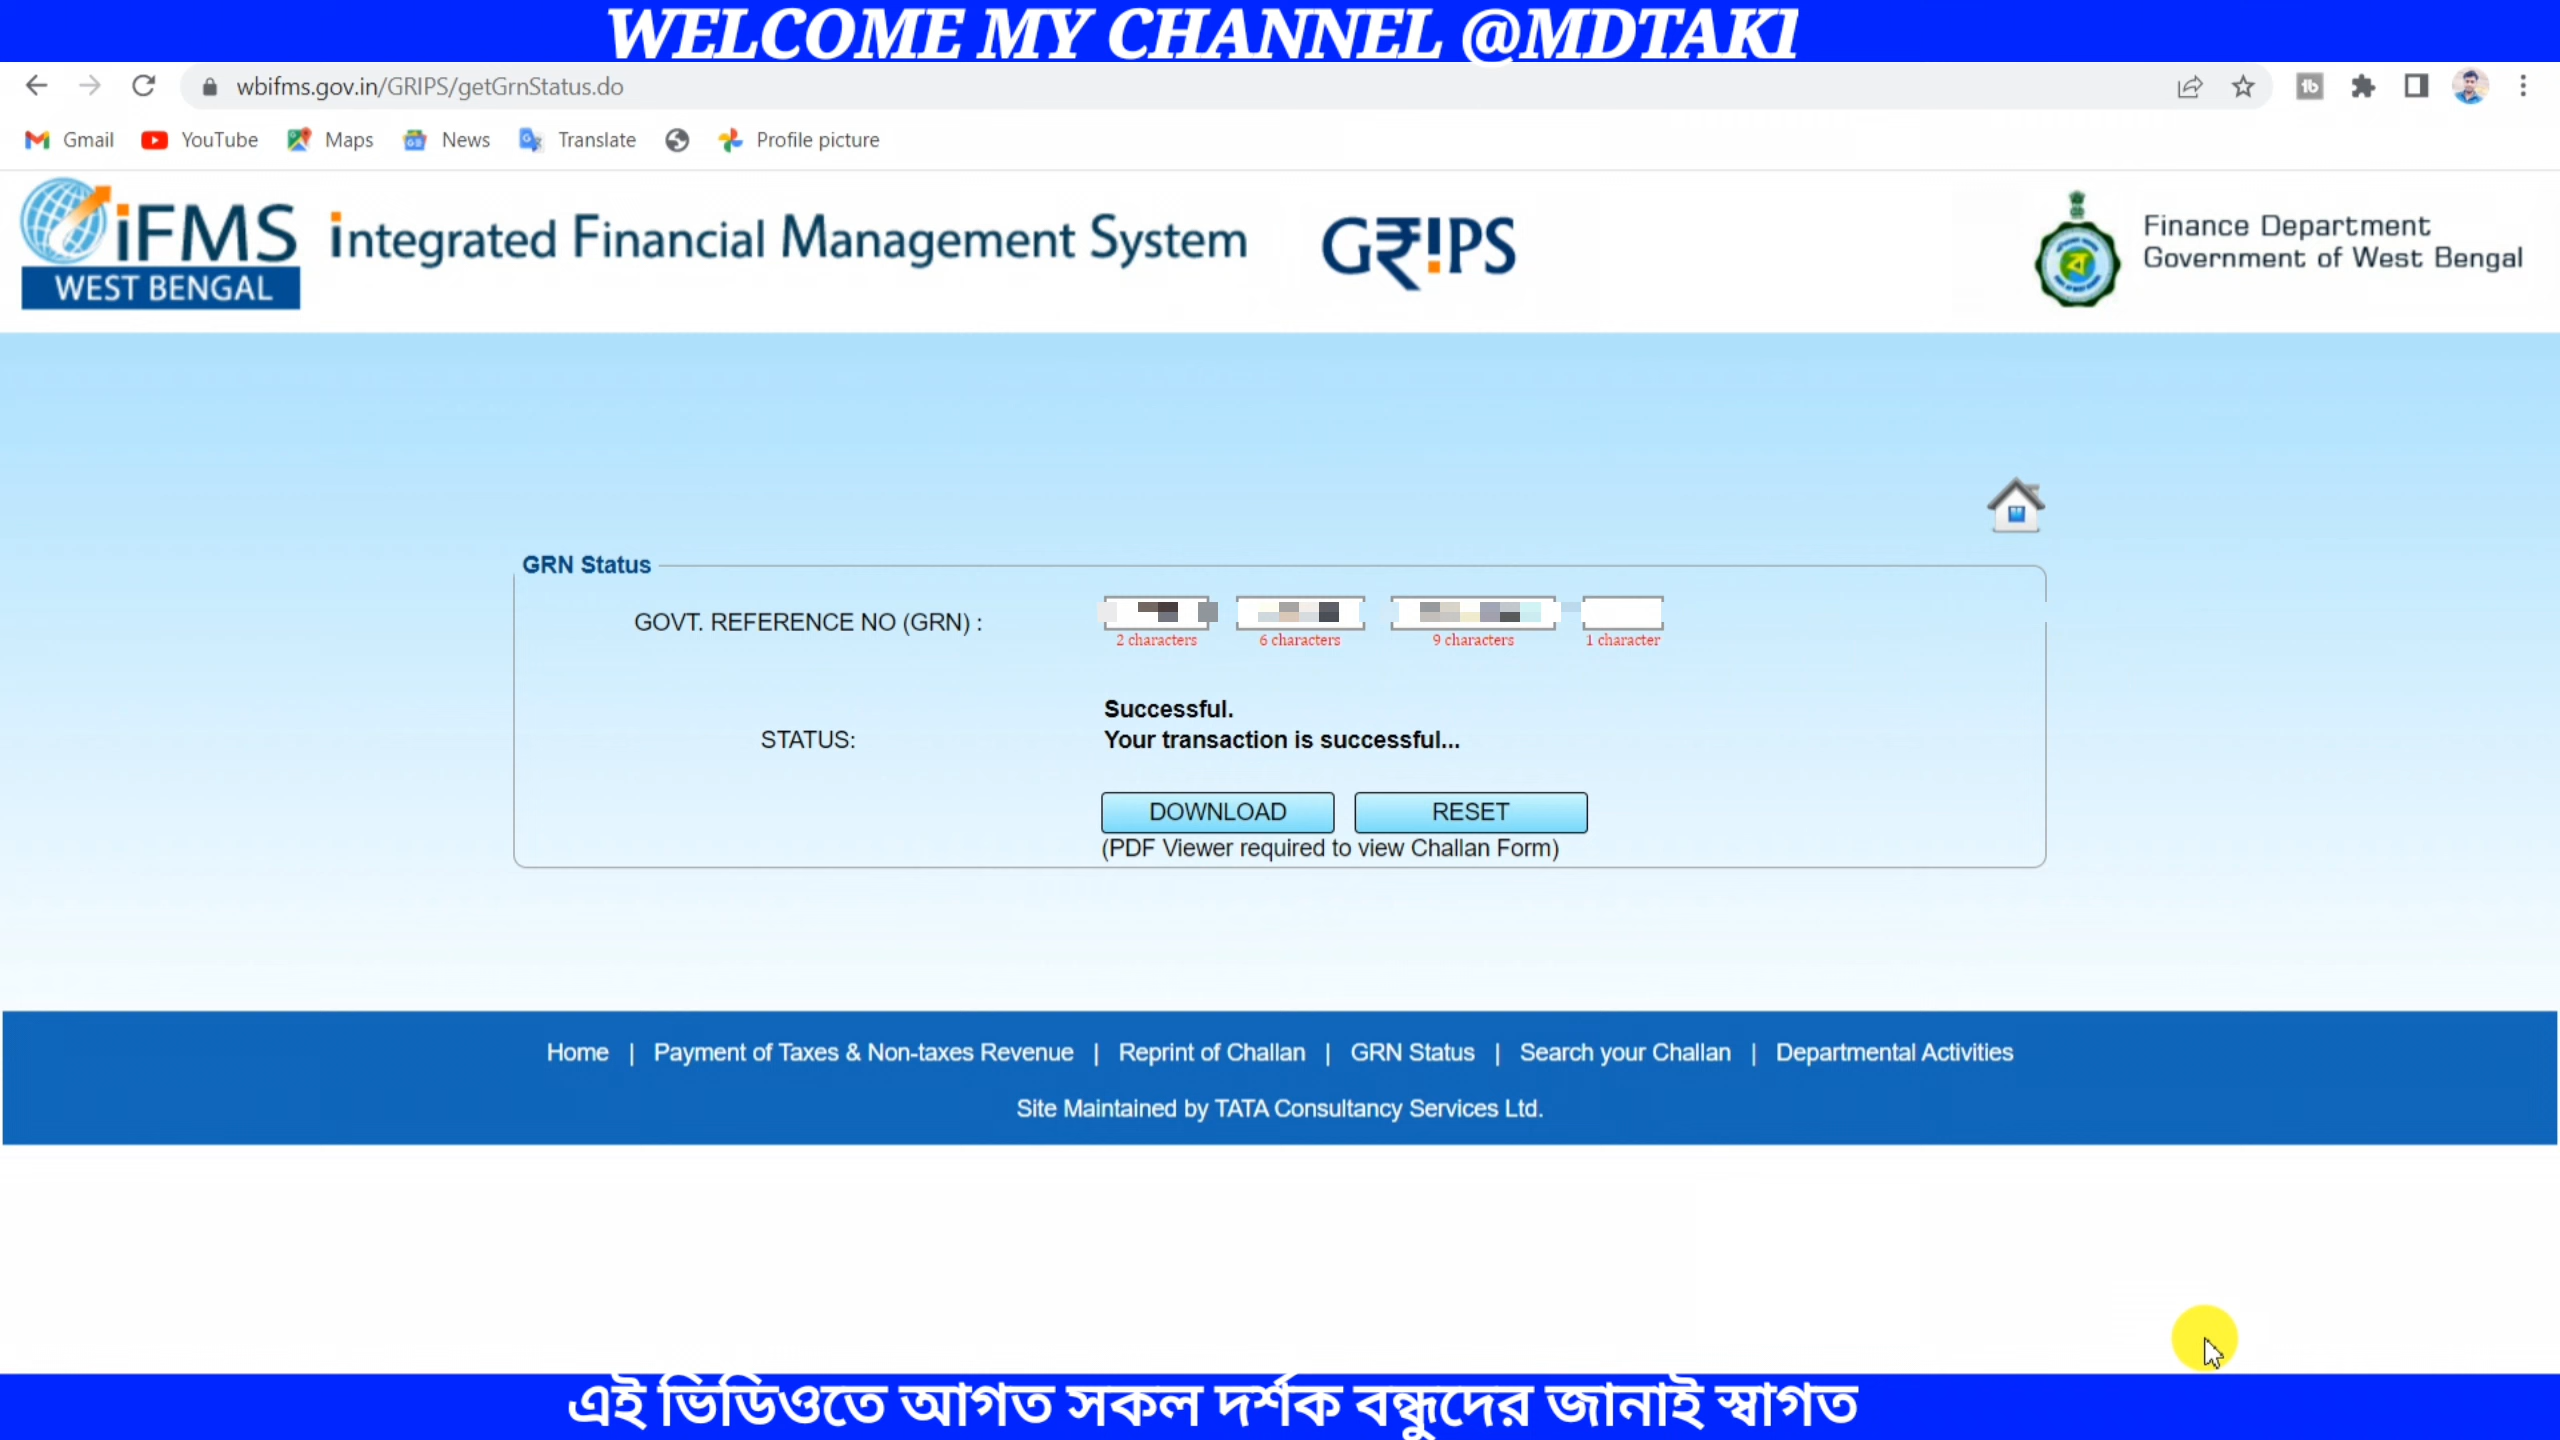 WELCOME MY CHANNEL @MDTAKI
wbifms.gov.in/GRIPS/getGrnStatus.do
Gmail YouTube Maps News Translate Profile picture
iFMS integrated Financial Management System GRIPS Finance Department
WEST BENGAL Government of West Bengal
GRN Status
GOVT. REFERENCE NO (GRN) :
2 characters 6 characters 9 characters 1 character
Successful.
STATUS: Your transaction is successful...
DOWNLOAD RESET
(PDF Viewer required to view Challan Form)
Home | Payment of Taxes & Non-taxes Revenue | Reprint of Challan | GRN Status | Search your Challan | Departmental Activities
Site Maintained by TATA Consultancy Services Ltd.
এই ভিডিওতে আগত সকল দর্শক বন্ধুদের জানাই স্বাগত